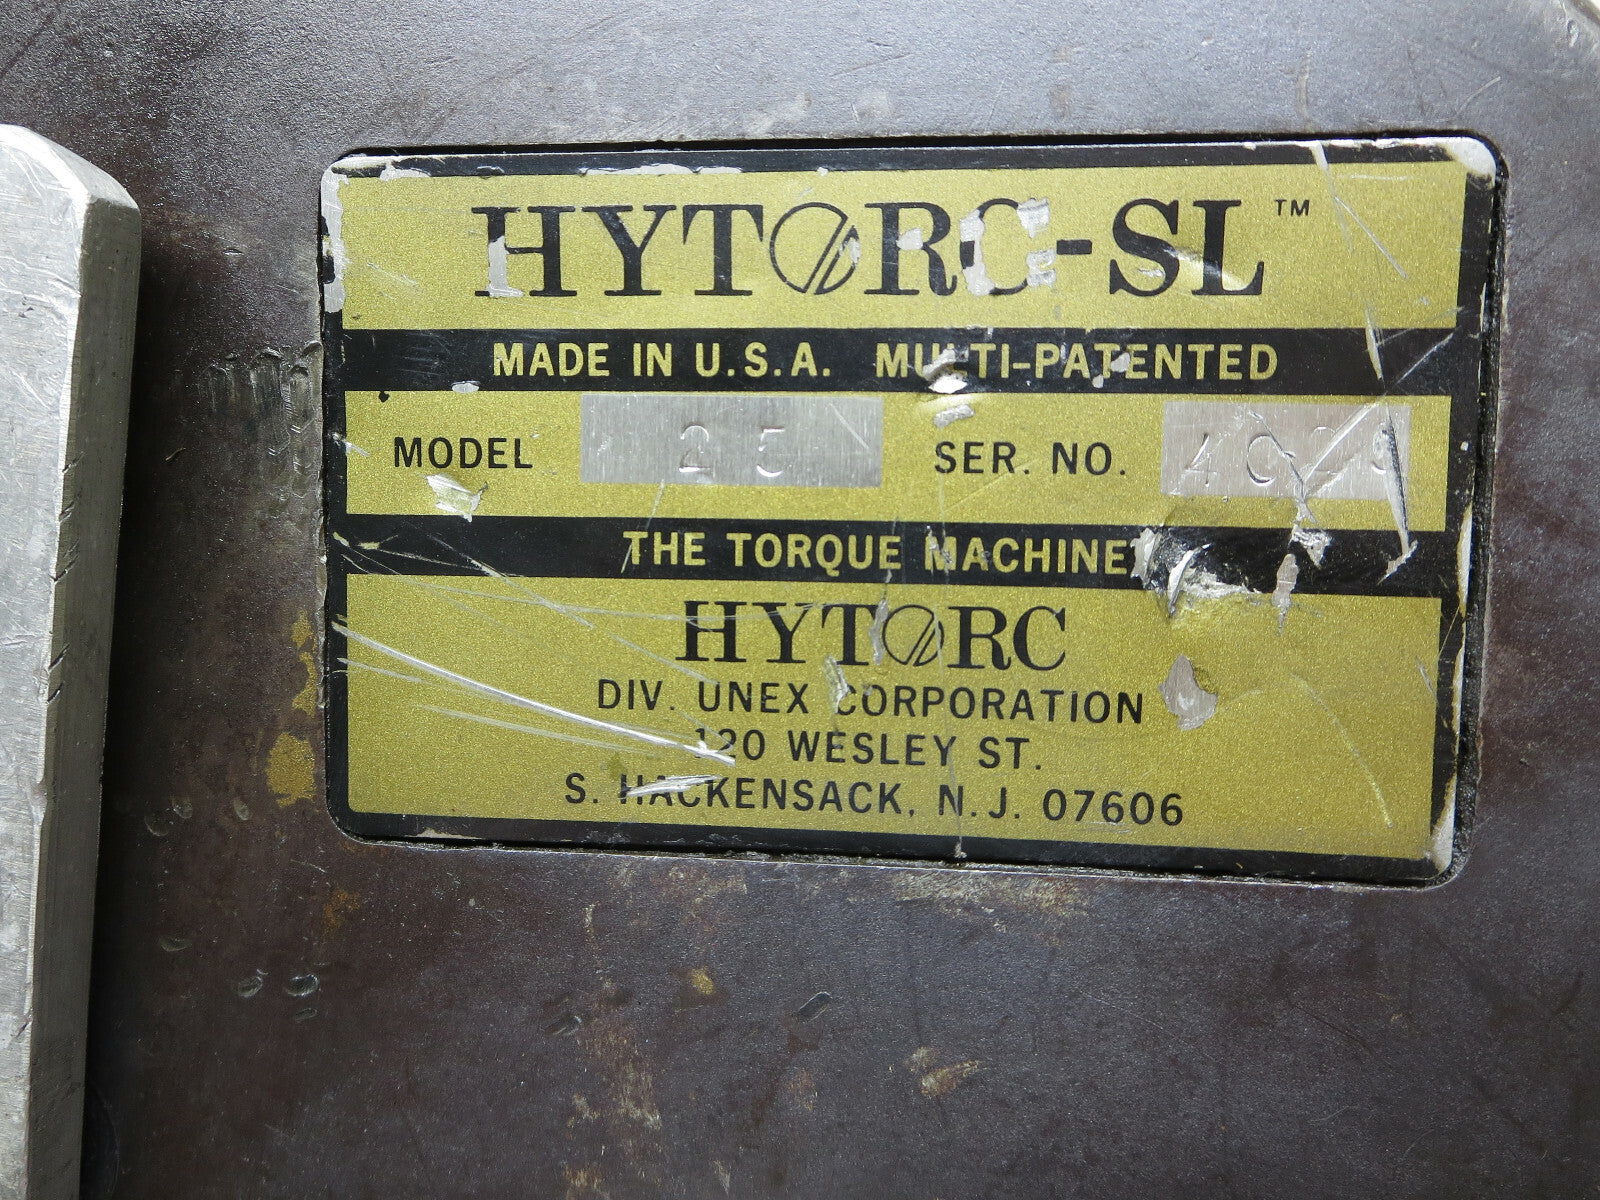 HYTORC-SL™
MADE IN U.S.A. MULTI-PATENTED
MODEL 25 SER. NO.
THE TORQUE MACHINE
HYTORC
DIV. UNEX CORPORATION
120 WESLEY ST.
S. HACKENSACK, N.J. 07606